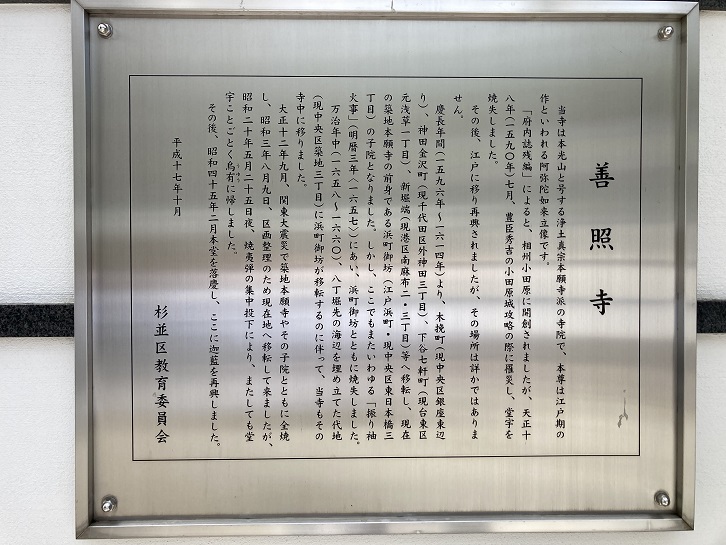 善照寺
当寺は本光山と号する浄土真宗本願寺派の寺院で、本尊は江戸期の
作といわれる阿弥陀如来立像です。
「府内誌残編」によると、相州小田原に開創されましたが、天正十
八年(一五九〇年)七月、豊臣秀吉の小田原城攻略の際に罹災し、堂宇を
焼失しました。
その後、江戸に移り再興されましたが、その場所は詳かではありま
せん。
慶長年間(一五九六年〜一六一四年)より、木挽町(現中央区銀座東辺
り)、神田金沢町(現千代田区外神田三丁目)、下谷七軒町(現台東区
元浅草一丁目)、新堀端(現港区南麻布二・三丁目)等へ移転し、現在
の築地本願寺の前身である浜町御坊(江戸浜町・現中央区東日本橋三
丁目)の子院となりました。しかし、ここでもまたいわゆる「振り袖
火事」(明暦三年〈一六五七〉)にあい、浜町御坊とともに焼失しました。
万治年中(一六五八〜一六六〇)、八丁堀先の海辺を埋め立てた代地
(現中央区築地三丁目)に浜町御坊が移転するのに伴って、当寺もその
寺中に移りました。
大正十二年九月、関東大震災で築地本願寺やその子院とともに全焼
し、昭和三年八月九日、区画整理のため現在地へ移転して来ましたが、
昭和二十年五月二十五日夜、焼夷弾の集中投下により、またしても堂
宇ことごとく烏有に帰しました。
その後、昭和四十五年二月本堂を落慶し、ここに伽藍を再興しました。
平成十七年十月
杉並区教育委員会